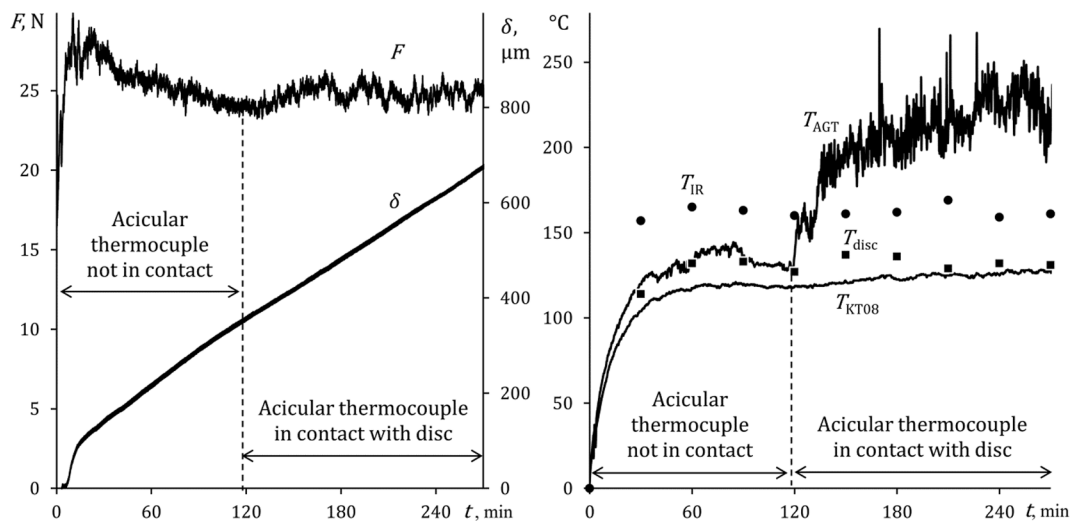 F, N
δ,
μm
°C
25
20
15
10
5
0
800
600
400
200
0
F
δ
Acicular
thermocuple
not in contact
Acicular thermocouple
in contact with disc
0
60
120
180
240
t, min
250
200
150
100
50
0
T_AGT
T_IR
T_disc
T_KT08
Acicular
thermocouple
not in contact
Acicular thermocouple
in contact with disc
0
60
120
180
240
t, min